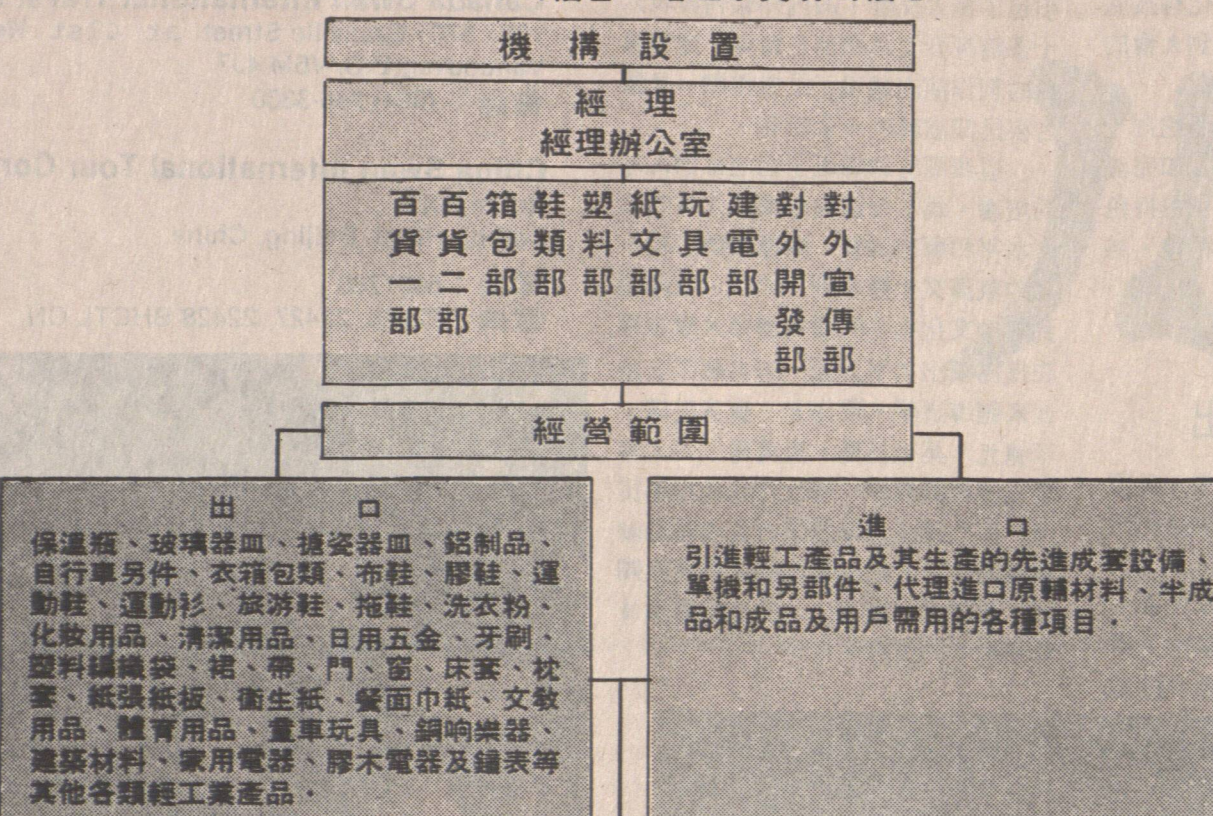 機構設置
經理
經理辦公室
百貨一部
百貨二部
箱包部
鞋類部
塑料部
紙文部
玩具部
建電部
對外開發部
對外宣傳部
經營範圍
出口
保溫瓶、玻璃器皿、搪瓷器皿、鋁制品、
自行車另件、衣箱包類、布鞋、膠鞋、運
動鞋、運動衫、旅游鞋、拖鞋、洗衣粉、
化妝用品、清潔用品、日用五金、牙刷、
塑料編織袋、裙、帶、門、窗、床套、枕
套、紙張紙板、衛生紙、餐面巾紙、文教
用品、體育用品、童車玩具、銅响樂器、
建築材料、家用電器、膠木電器及鐘表等
其他各類輕工業產品．
進口
引進輕工產品及其生產的先進成套設備、
單機和另部件、代理進口原輔材料、半成
品和成品及用戶需用的各種項目．